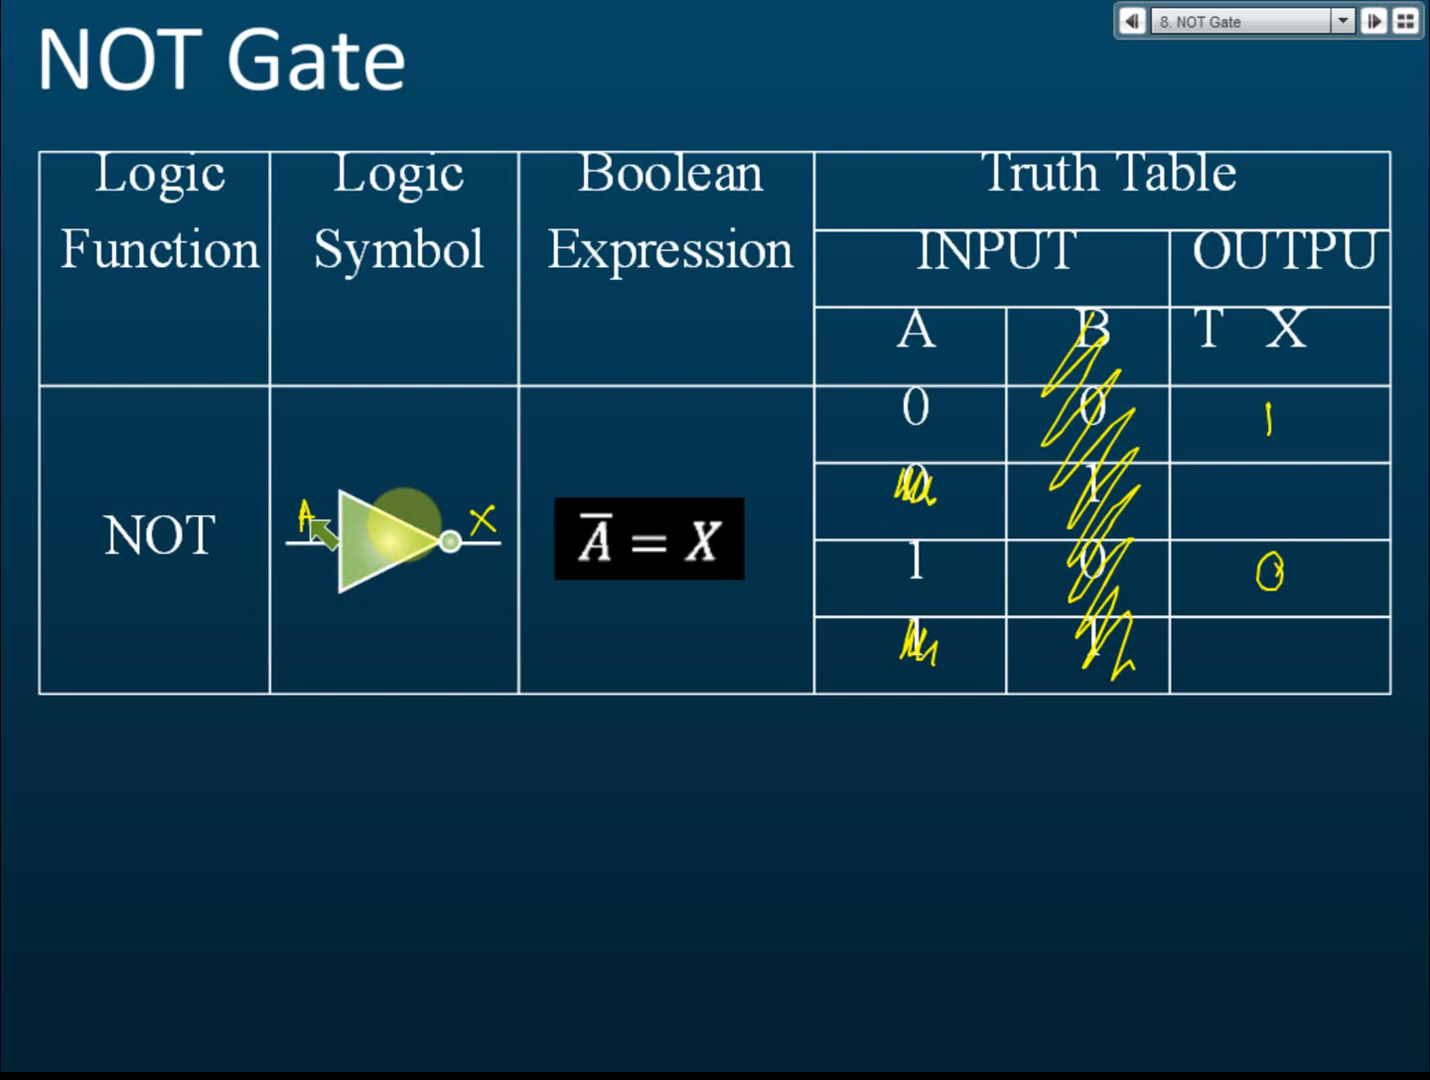 8. NOT Gate
NOT Gate
Logic Function
Logic Symbol
Boolean Expression
Truth Table
INPUT
OUTPU
A B T X
0 0 1
0 1
1 0 0
1 1
NOT
A X
A̅ = X